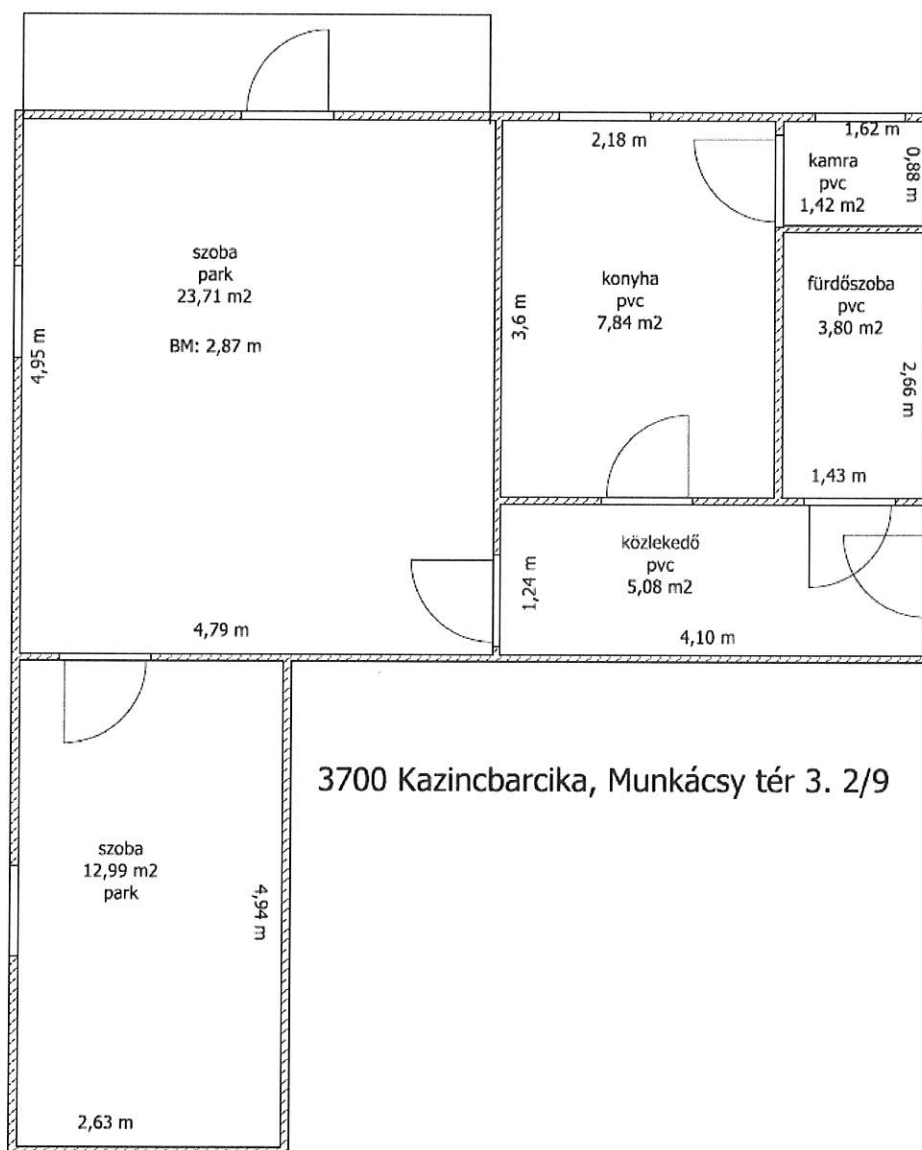 szoba
park
23,71 m2
BM: 2,87 m
4,95 m
4,79 m
2,18 m
konyha
pvc
7,84 m2
3,6 m
1,62 m
kamra
pvc
1,42 m2
0,88 m
fürdőszoba
pvc
3,80 m2
2,66 m
1,43 m
közlekedő
pvc
5,08 m2
1,24 m
4,10 m
3700 Kazincbarcika, Munkácsy tér 3. 2/9
szoba
12,99 m2
park
4,94 m
2,63 m